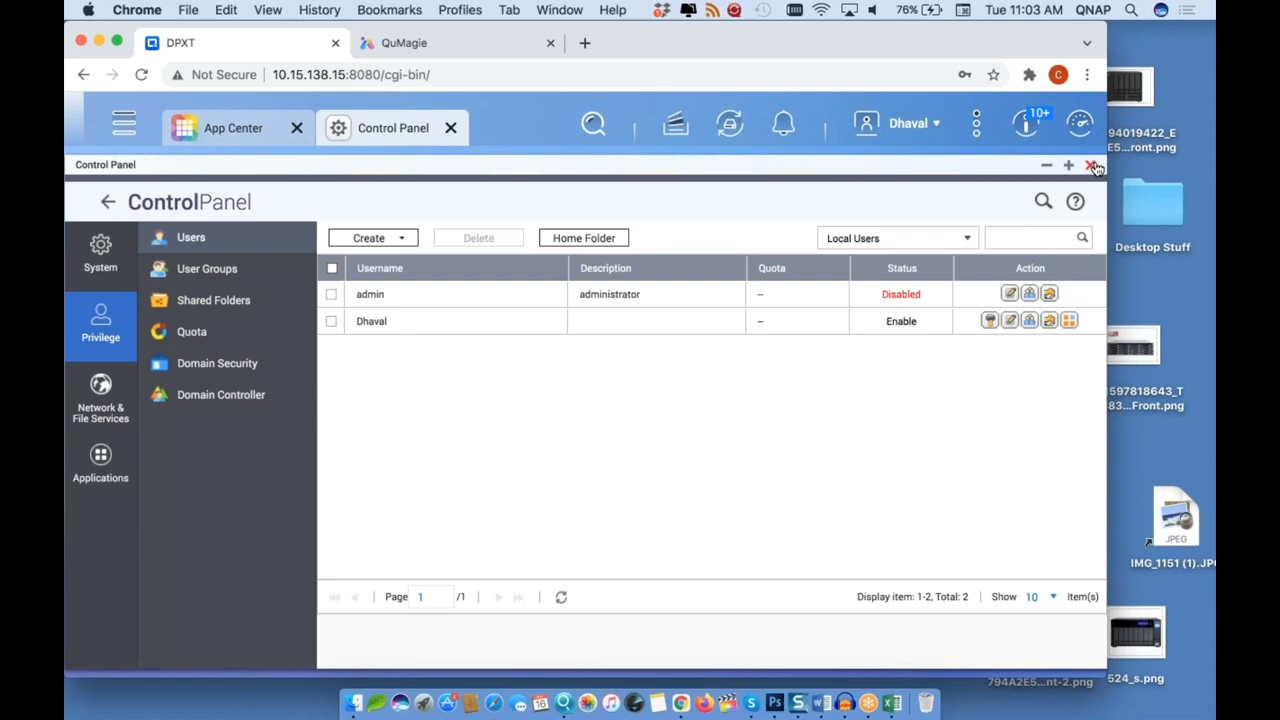 Chrome File Edit View History Bookmarks Profiles Tab Window Help 76% Tue 11:03 AM QNAP
DPXT
QuMagie
Not Secure 10.15.138.15:8080/cgi-bin/
App Center
Control Panel
Dhaval
10+
Control Panel
ControlPanel
System
Privilege
Network &
File Services
Applications
Users
User Groups
Shared Folders
Quota
Domain Security
Domain Controller
Create Delete Home Folder Local Users
Username Description Quota Status Action
admin administrator -- Disabled
Dhaval -- Enable
Page 1 /1 Display item: 1-2, Total: 2 Show 10 Item(s)
94019422_E
E5...ront.png
Desktop Stuff
597818643_T
83...Front.png
JPEG
IMG_1151 (1).JP
524_s.png
794A2E5...nt-2.png
16